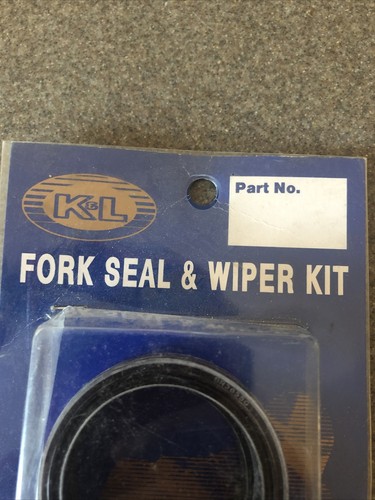 K&L
Part No.
FORK SEAL & WIPER KIT